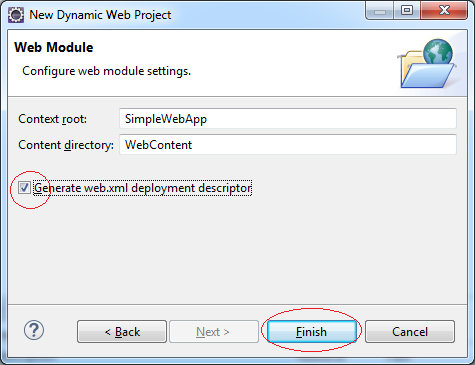 New Dynamic Web Project
Web Module
Configure web module settings.
Context root: SimpleWebApp
Content directory: WebContent
Generate web.xml deployment descriptor
? < Back Next > Finish Cancel